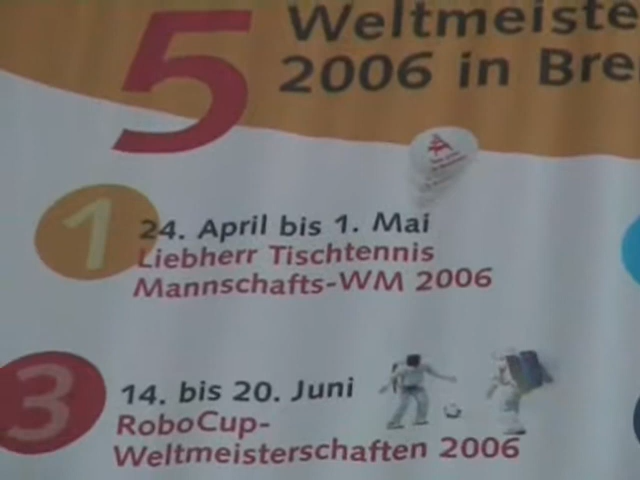 5 Weltmeiste
2006 in Bre
1
24. April bis 1. Mai
Liebherr Tischtennis
Mannschafts-WM 2006
3
14. bis 20. Juni
RoboCup-
Weltmeisterschaften 2006